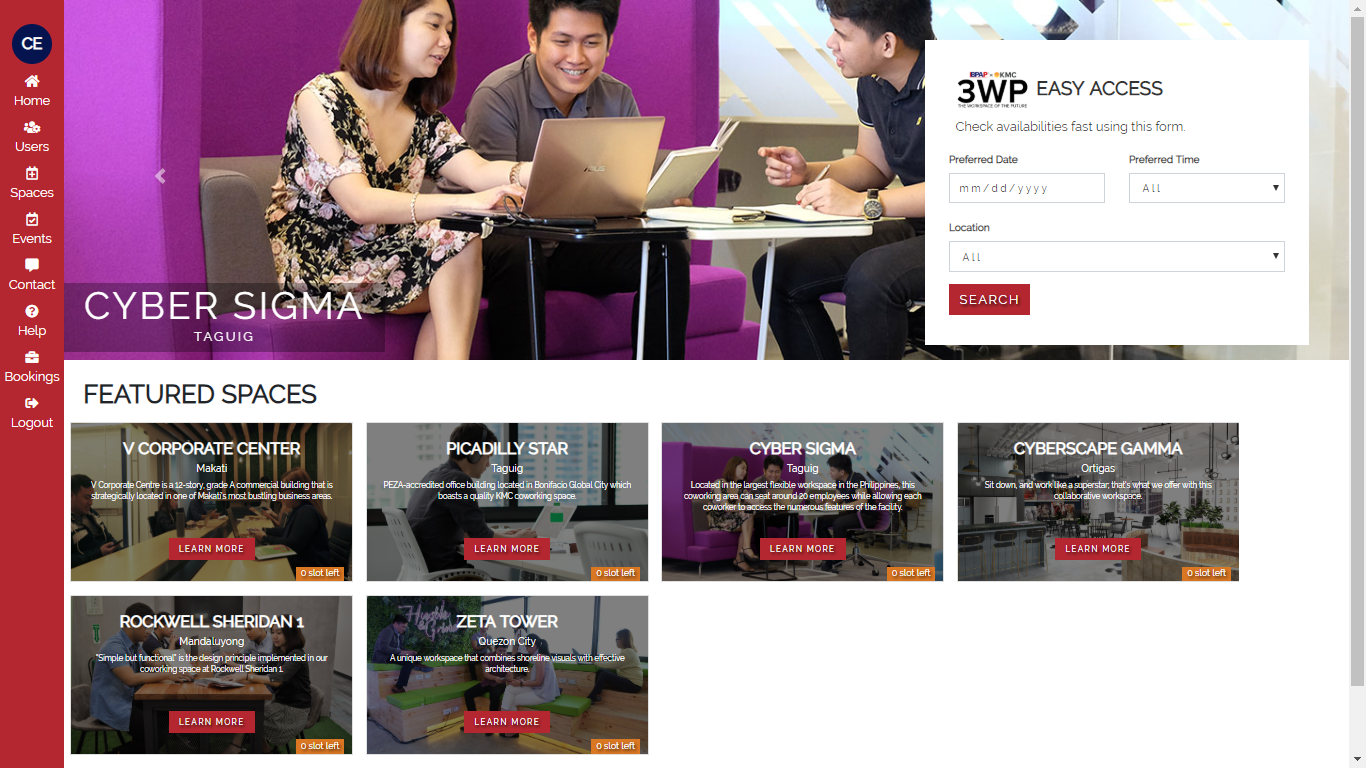 CE
Home
Users
Spaces
Events
Contact
Help
Bookings
Logout
ASUS
CYBER SIGMA
TAGUIG
IBPAP × KMC
3WP
THE WORKSPACE OF THE FUTURE
EASY ACCESS
Check availabilities fast using this form.
Preferred Date
Preferred Time
mm/dd/yyyy
All
Location
All
SEARCH
FEATURED SPACES
V CORPORATE CENTER
Makati
V Corporate Centre is a 12-story, grade A commercial building that is
strategically located in one of Makati's most bustling business areas.
LEARN MORE
0 slot left
PICADILLY STAR
Taguig
PEZA-accredited office building located in Bonifacio Global City which
boasts a quality KMC coworking space.
LEARN MORE
0 slot left
CYBER SIGMA
Taguig
Located in the largest flexible workspace in the Philippines, this
coworking area can seat around 20 employees while allowing each
coworker to access the numerous features of the facility.
LEARN MORE
0 slot left
CYBERSCAPE GAMMA
Ortigas
Sit down, and work like a superstar; that's what we offer with this
collaborative workspace.
LEARN MORE
0 slot left
ROCKWELL SHERIDAN 1
Mandaluyong
"Simple but functional" is the design principle implemented in our
coworking space at Rockwell Sheridan 1.
LEARN MORE
0 slot left
ZETA TOWER
Quezon City
A unique workspace that combines shoreline visuals with effective
architecture.
LEARN MORE
0 slot left